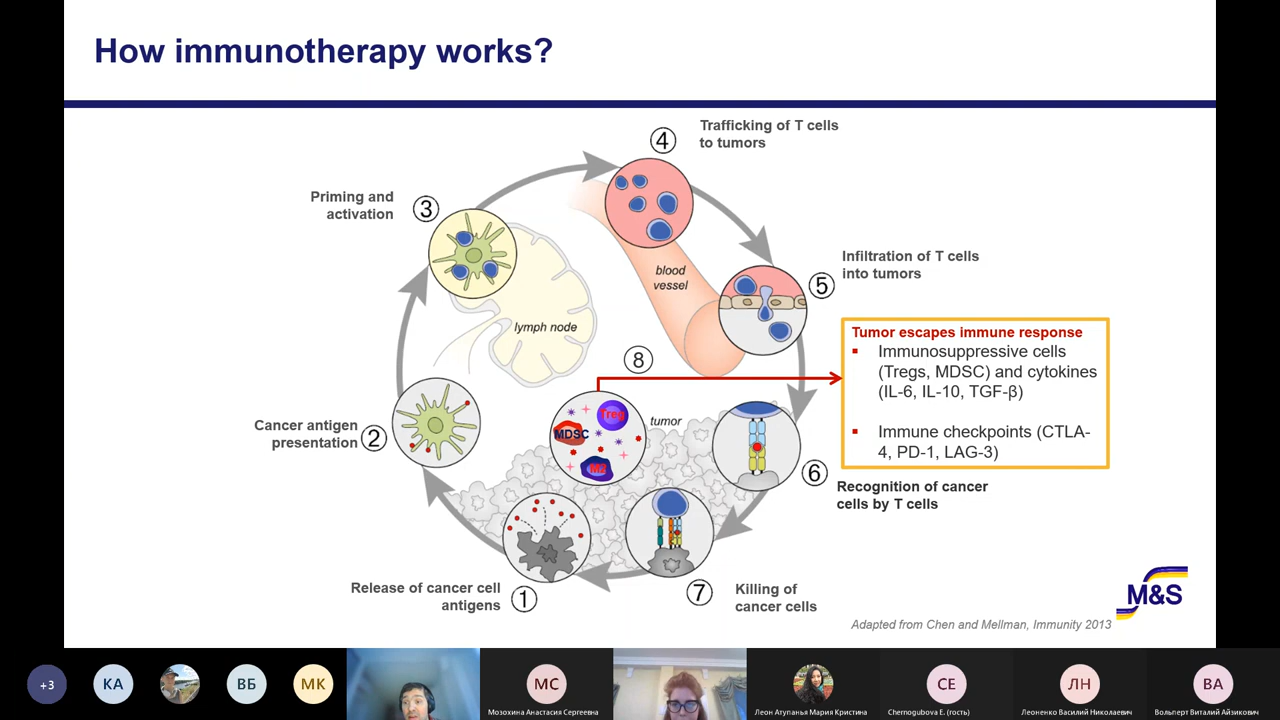 How immunotherapy works?
4
Trafficking of T cells
to tumors
Priming and
activation
3
blood
vessel
5
Infiltration of T cells
into tumors
lymph node
8
Tumor escapes immune response
Immunosuppressive cells
(Tregs, MDSC) and cytokines
(IL-6, IL-10, TGF-β)
Immune checkpoints (CTLA-
4, PD-1, LAG-3)
Cancer antigen
presentation
2
Treg
MDSC
M2
tumor
6
Recognition of cancer
cells by T cells
Release of cancer cell
antigens
1
7
Killing of
cancer cells
M&S
Adapted from Chen and Mellman, Immunity 2013
+3
КА
ВБ
МК
МС
Мозохина Анастасия Сергеевна
Леон Атупанья Мария Кристина
CE
Chernogubova E. (гость)
ЛН
Леоненко Василий Николаевич
ВА
Вольперт Виталий Айзикович